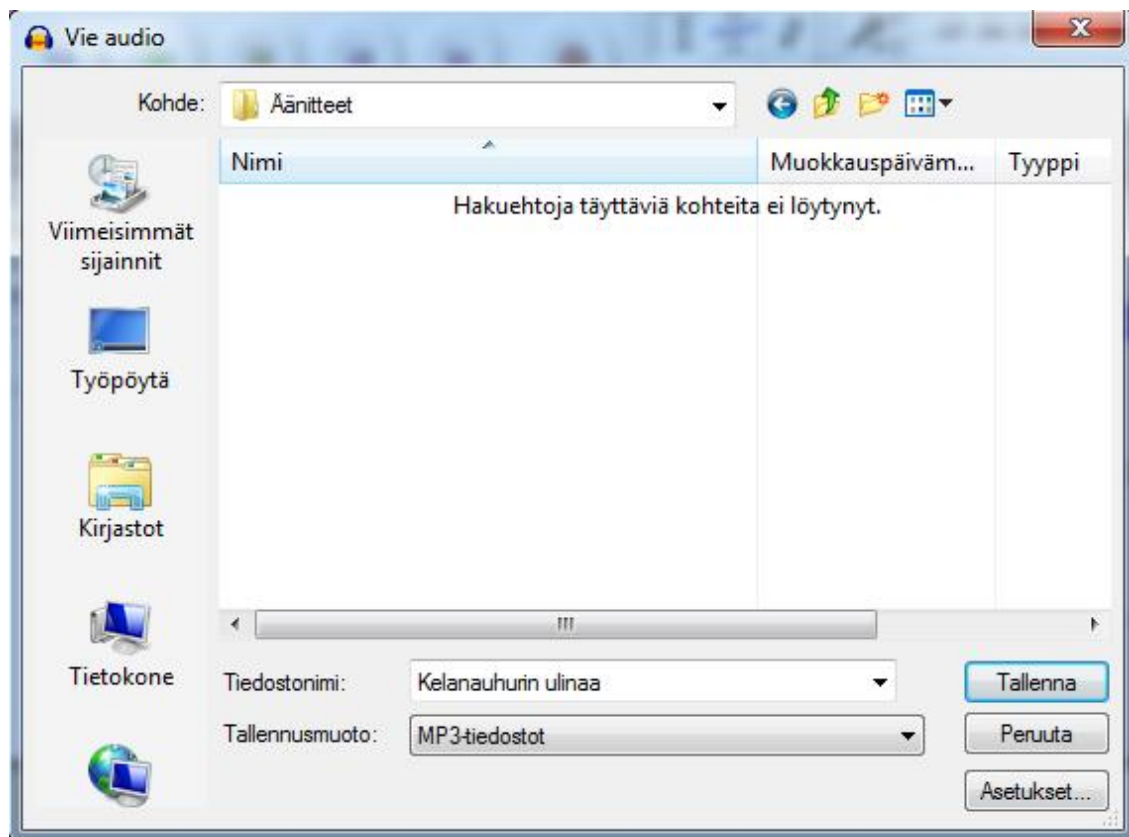 Vie audio
Kohde:
Äänitteet
Nimi
Muokkauspäiväm...
Tyyppi
Hakuehtoja täyttäviä kohteita ei löytynyt.
Viimeisimmät
sijainnit
Työpöytä
Kirjastot
Tietokone
Tiedostonimi:
Kelanauhurin ulinaa
Tallenna
Tallennusmuoto:
MP3-tiedostot
Peruuta
Asetukset...